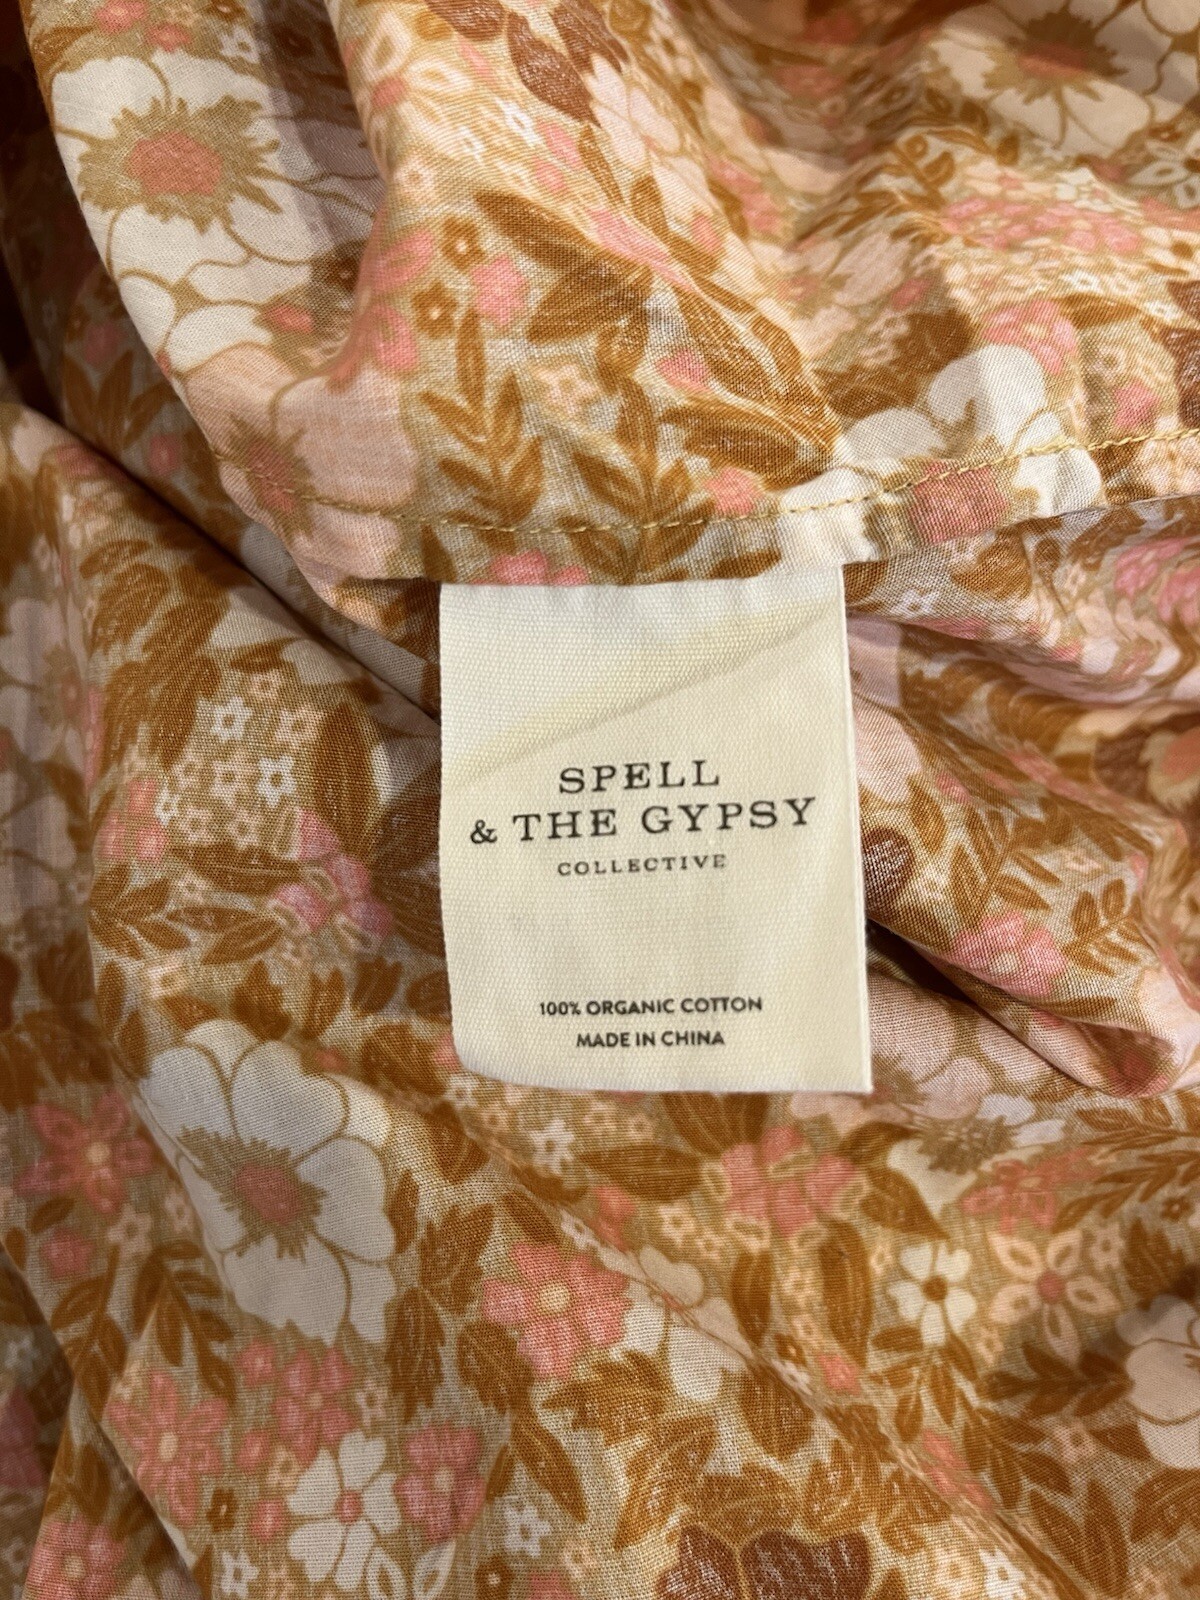 SPELL
& THE GYPSY
COLLECTIVE
100% ORGANIC COTTON
MADE IN CHINA